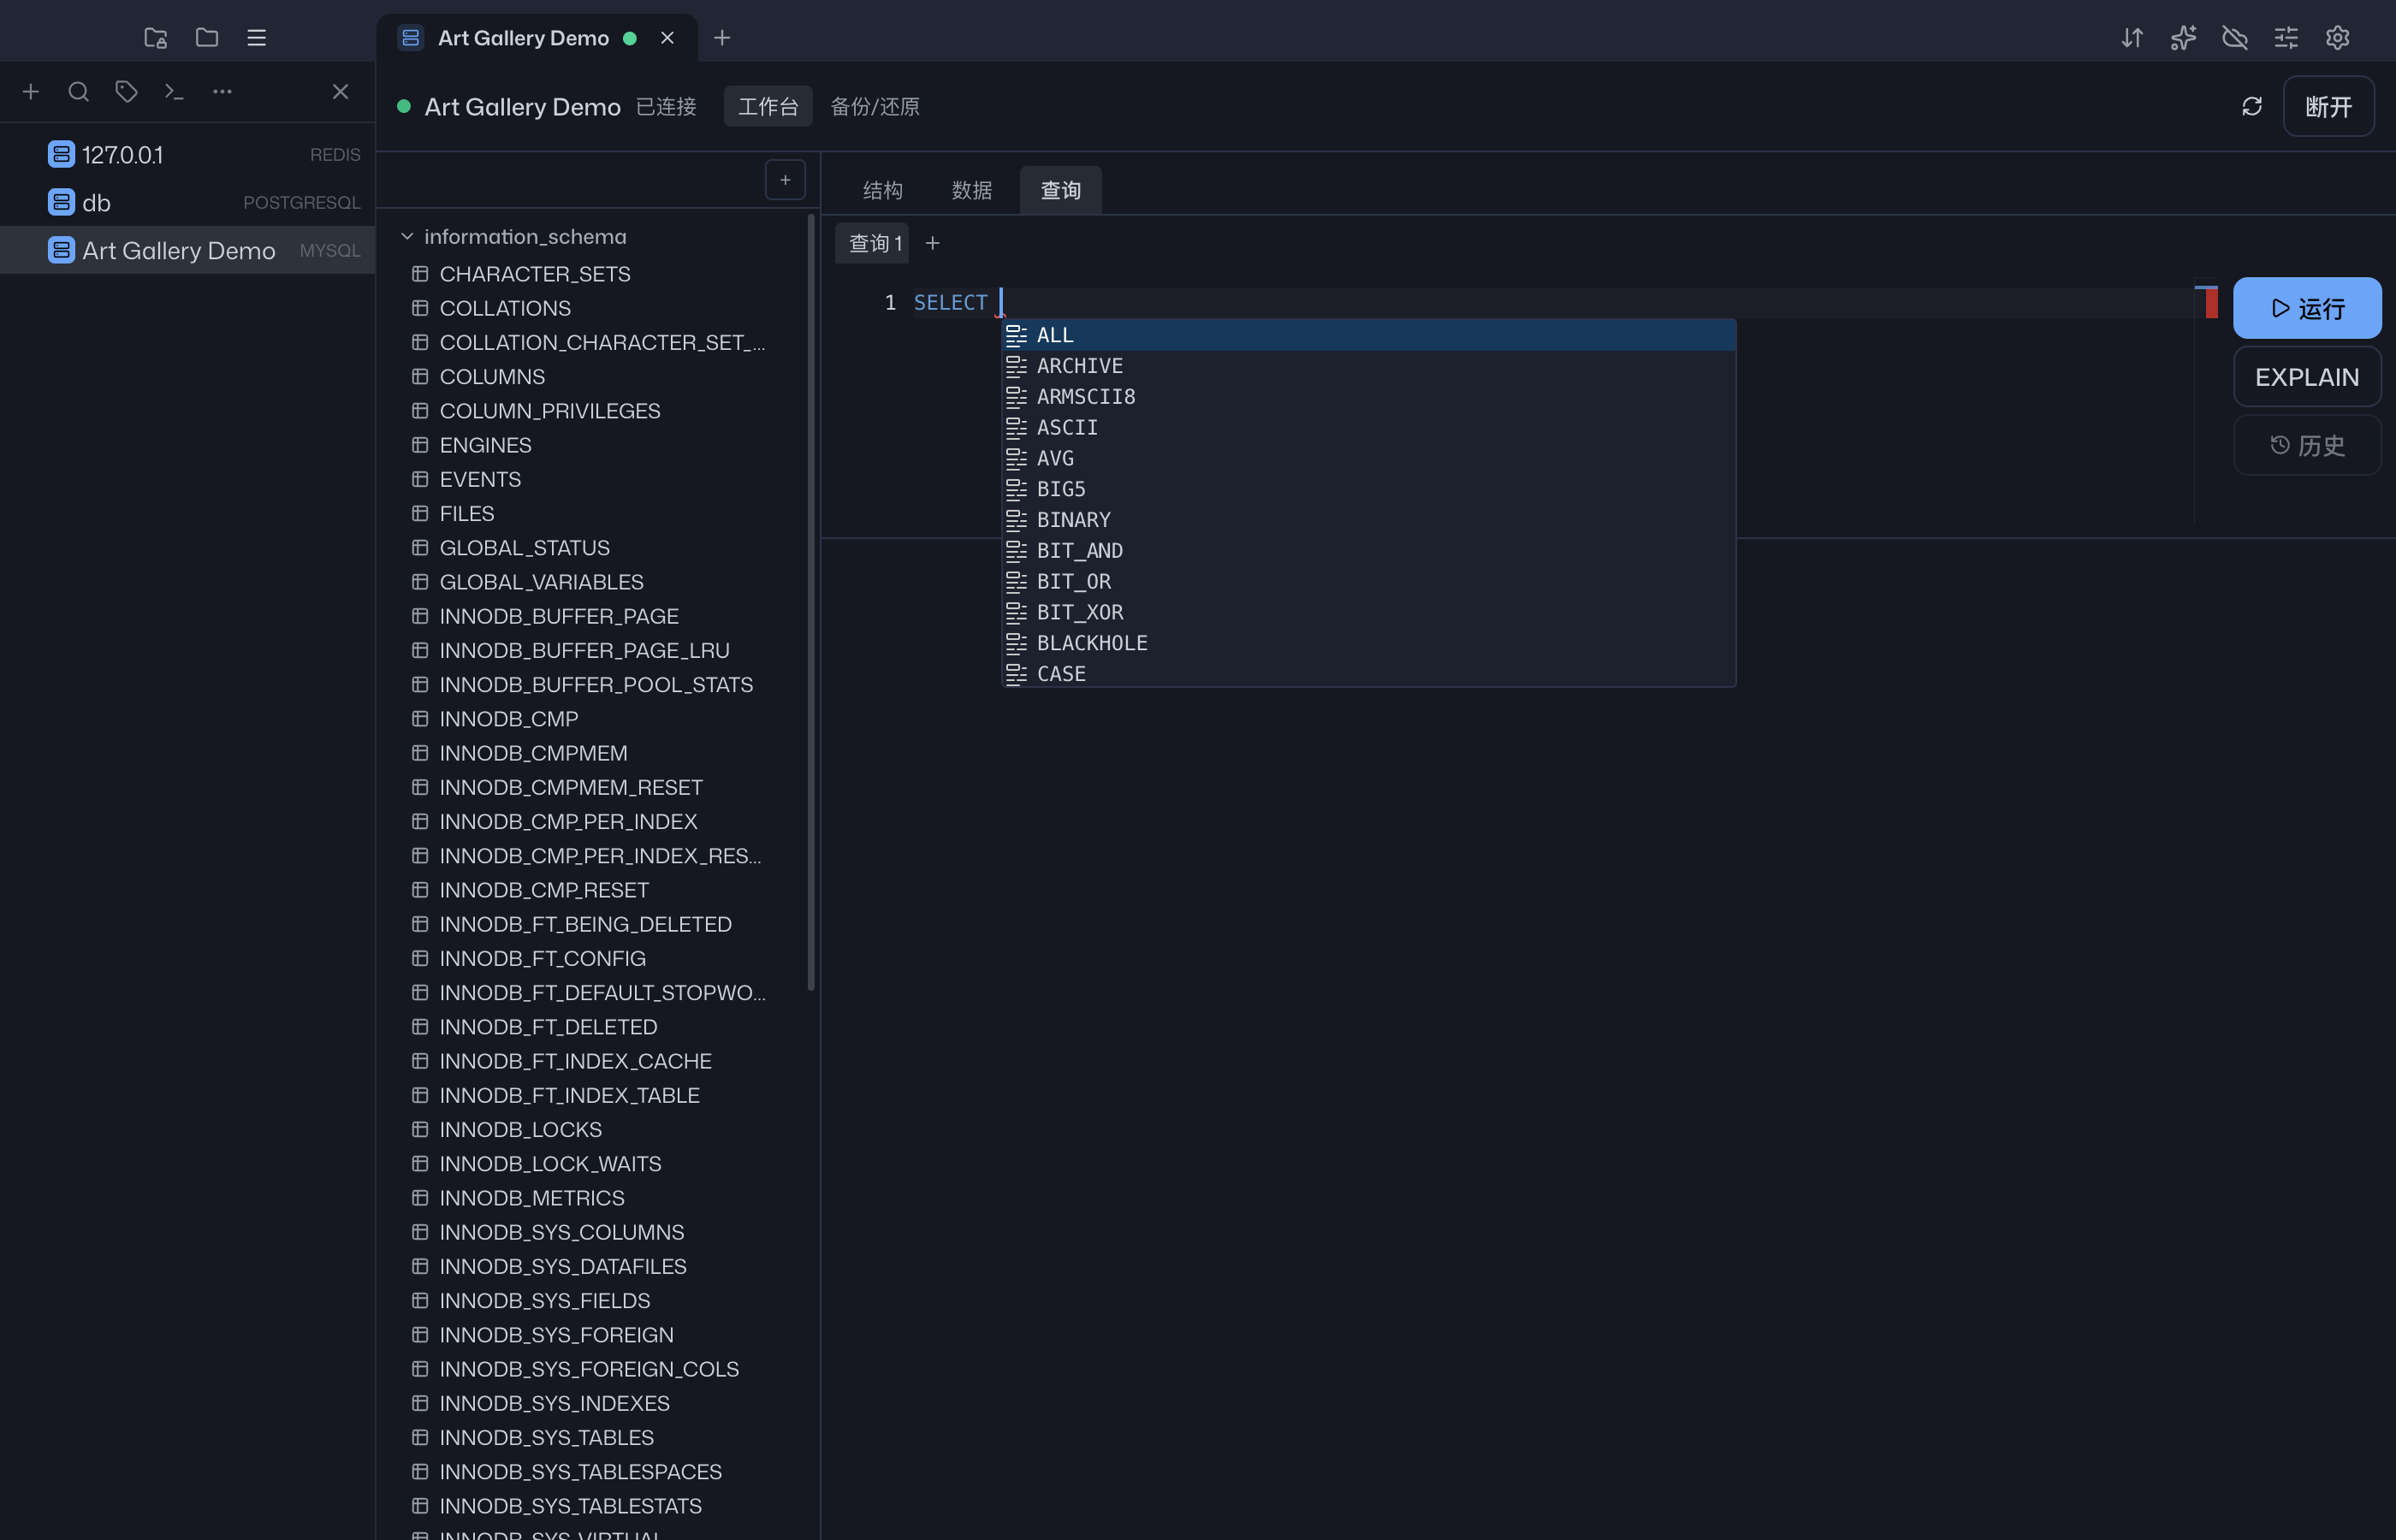 Art Gallery Demo
127.0.0.1 REDIS
db POSTGRESQL
Art Gallery Demo MYSQL
Art Gallery Demo 已连接 工作台 备份/还原
断开
information_schema
CHARACTER_SETS
COLLATIONS
COLLATION_CHARACTER_SET_...
COLUMNS
COLUMN_PRIVILEGES
ENGINES
EVENTS
FILES
GLOBAL_STATUS
GLOBAL_VARIABLES
INNODB_BUFFER_PAGE
INNODB_BUFFER_PAGE_LRU
INNODB_BUFFER_POOL_STATS
INNODB_CMP
INNODB_CMPMEM
INNODB_CMPMEM_RESET
INNODB_CMP_PER_INDEX
INNODB_CMP_PER_INDEX_RES...
INNODB_CMP_RESET
INNODB_FT_BEING_DELETED
INNODB_FT_CONFIG
INNODB_FT_DEFAULT_STOPWO...
INNODB_FT_DELETED
INNODB_FT_INDEX_CACHE
INNODB_FT_INDEX_TABLE
INNODB_LOCKS
INNODB_LOCK_WAITS
INNODB_METRICS
INNODB_SYS_COLUMNS
INNODB_SYS_DATAFILES
INNODB_SYS_FIELDS
INNODB_SYS_FOREIGN
INNODB_SYS_FOREIGN_COLS
INNODB_SYS_INDEXES
INNODB_SYS_TABLES
INNODB_SYS_TABLESPACES
INNODB_SYS_TABLESTATS
INNODB_SYS_VIRTUAL
结构 数据 查询
查询 1
1 SELECT
ALL
ARCHIVE
ARMSCII8
ASCII
AVG
BIG5
BINARY
BIT_AND
BIT_OR
BIT_XOR
BLACKHOLE
CASE
运行
EXPLAIN
历史